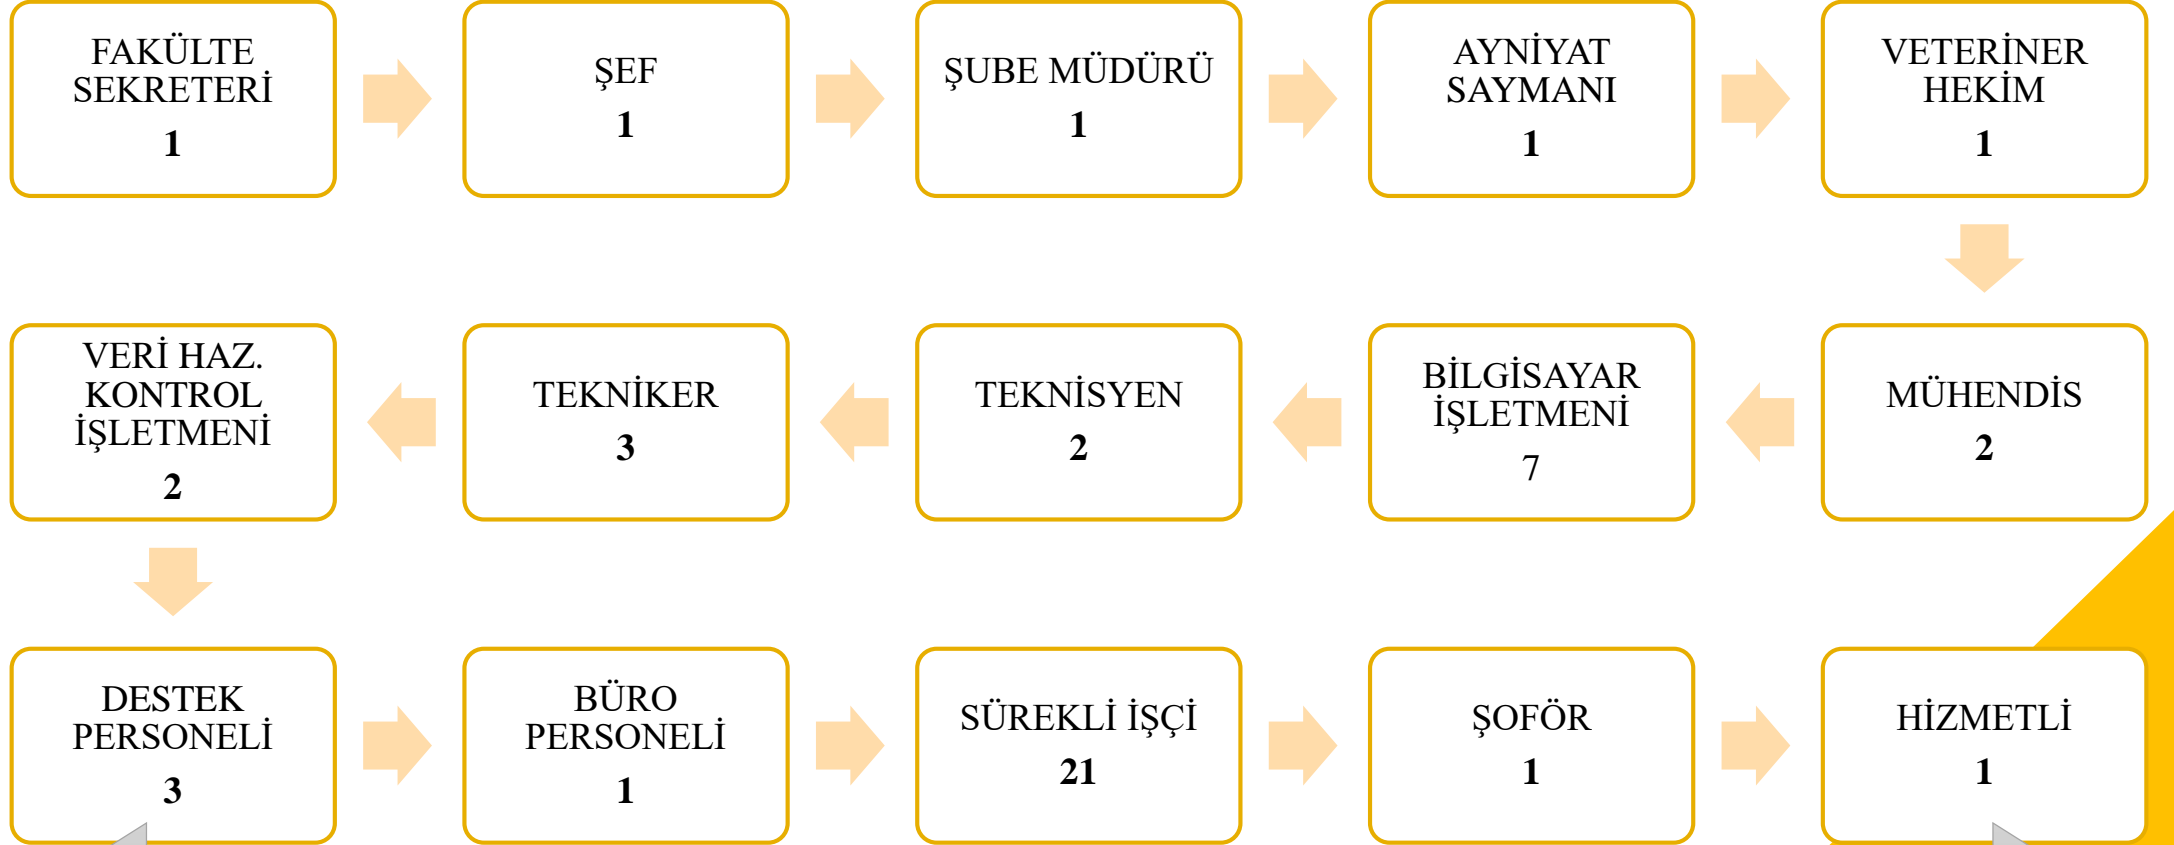 FAKÜLTE
SEKRETERİ
1
ŞEF
1
ŞUBE MÜDÜRÜ
1
AYNİYAT
SAYMANI
1
VETERİNER
HEKİM
1
MÜHENDİS
2
BİLGİSAYAR
İŞLETMENİ
7
TEKNİSYEN
2
TEKNİKER
3
VERİ HAZ.
KONTROL
İŞLETMENİ
2
DESTEK
PERSONELİ
3
BÜRO
PERSONELİ
1
SÜREKLİ İŞÇİ
21
ŞOFÖR
1
HİZMETLİ
1